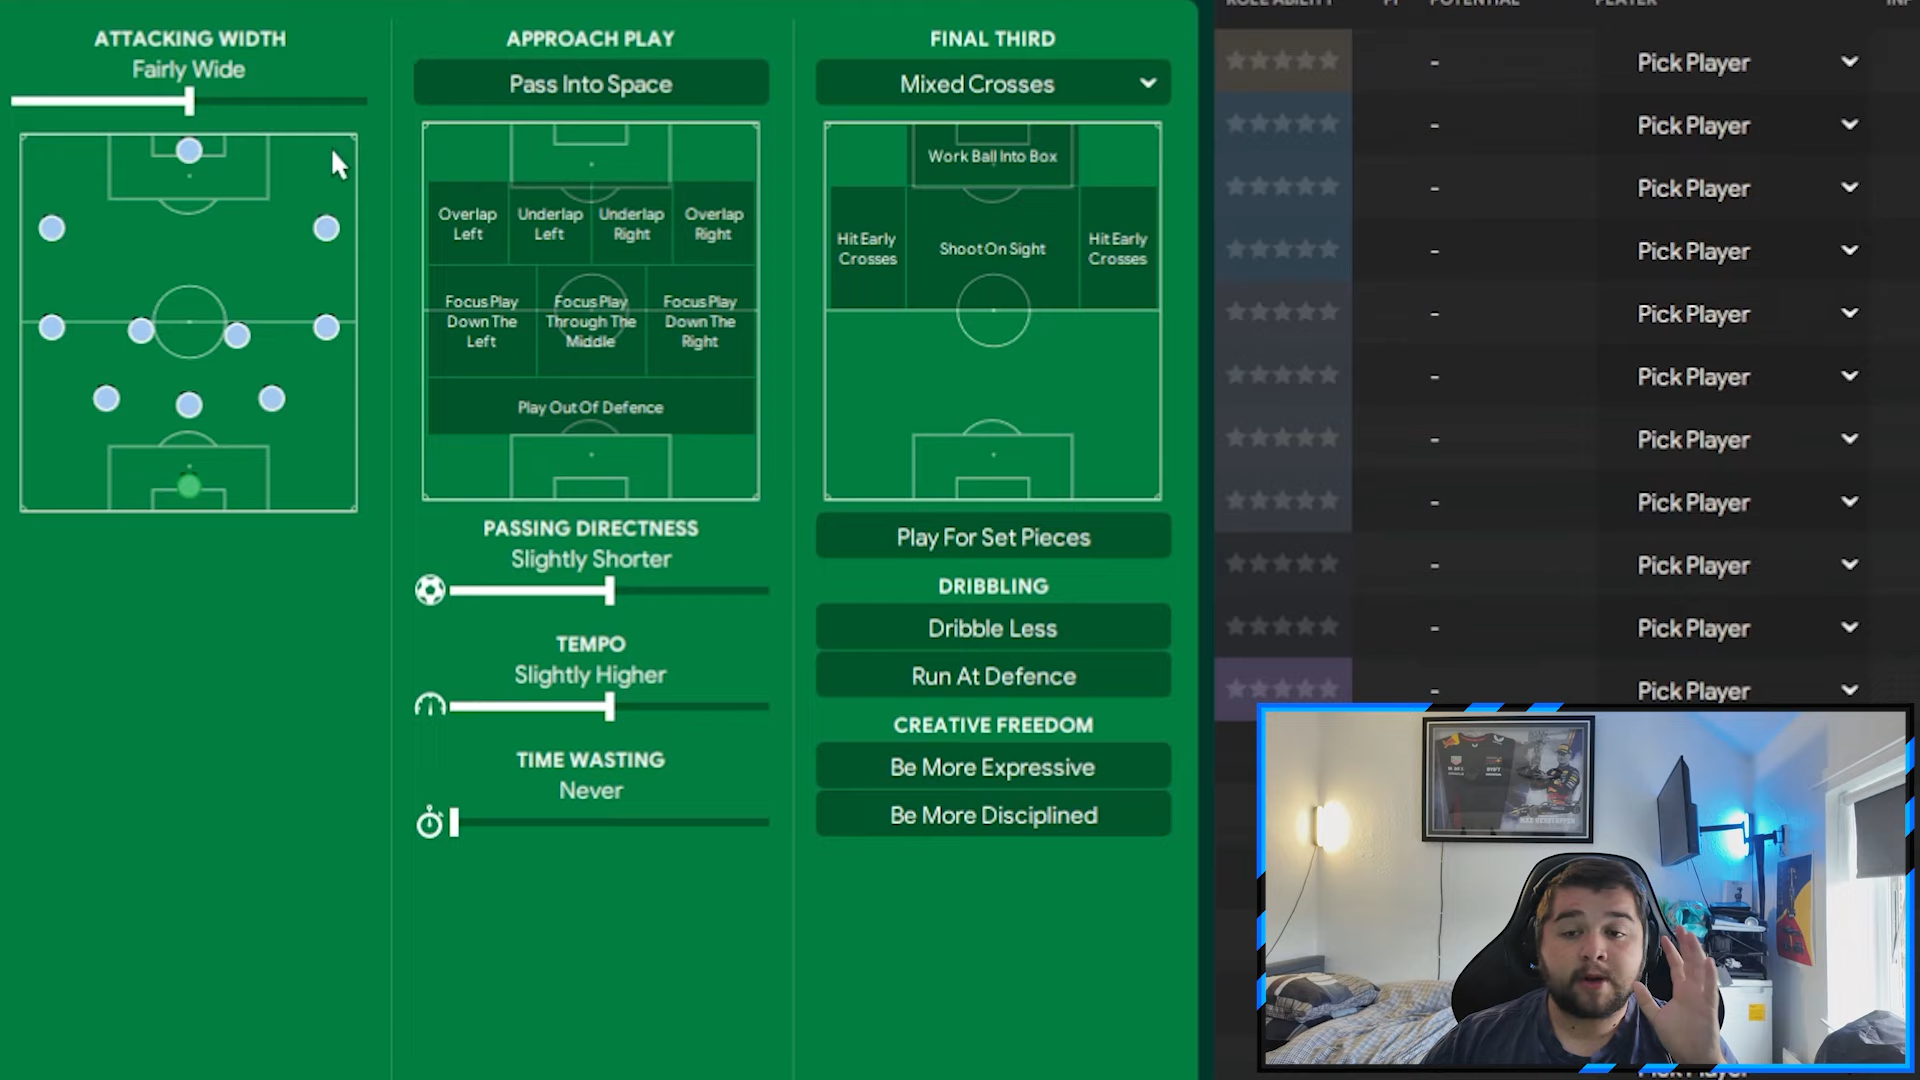 ATTACKING WIDTH
Fairly Wide
APPROACH PLAY
Pass Into Space
Overlap Left
Underlap Left
Underlap Right
Overlap Right
Focus Play Down The Left
Focus Play Through The Middle
Focus Play Down The Right
Play Out Of Defence
PASSING DIRECTNESS
Slightly Shorter
TEMPO
Slightly Higher
TIME WASTING
Never
FINAL THIRD
Mixed Crosses
Work Ball Into Box
Hit Early Crosses
Shoot On Sight
Hit Early Crosses
Play For Set Pieces
DRIBBLING
Dribble Less
Run At Defence
CREATIVE FREEDOM
Be More Expressive
Be More Disciplined
ROLE ABILITY
POTENTIAL
PLAYER
- Pick Player
- Pick Player
- Pick Player
- Pick Player
- Pick Player
- Pick Player
- Pick Player
- Pick Player
- Pick Player
- Pick Player
- Pick Player